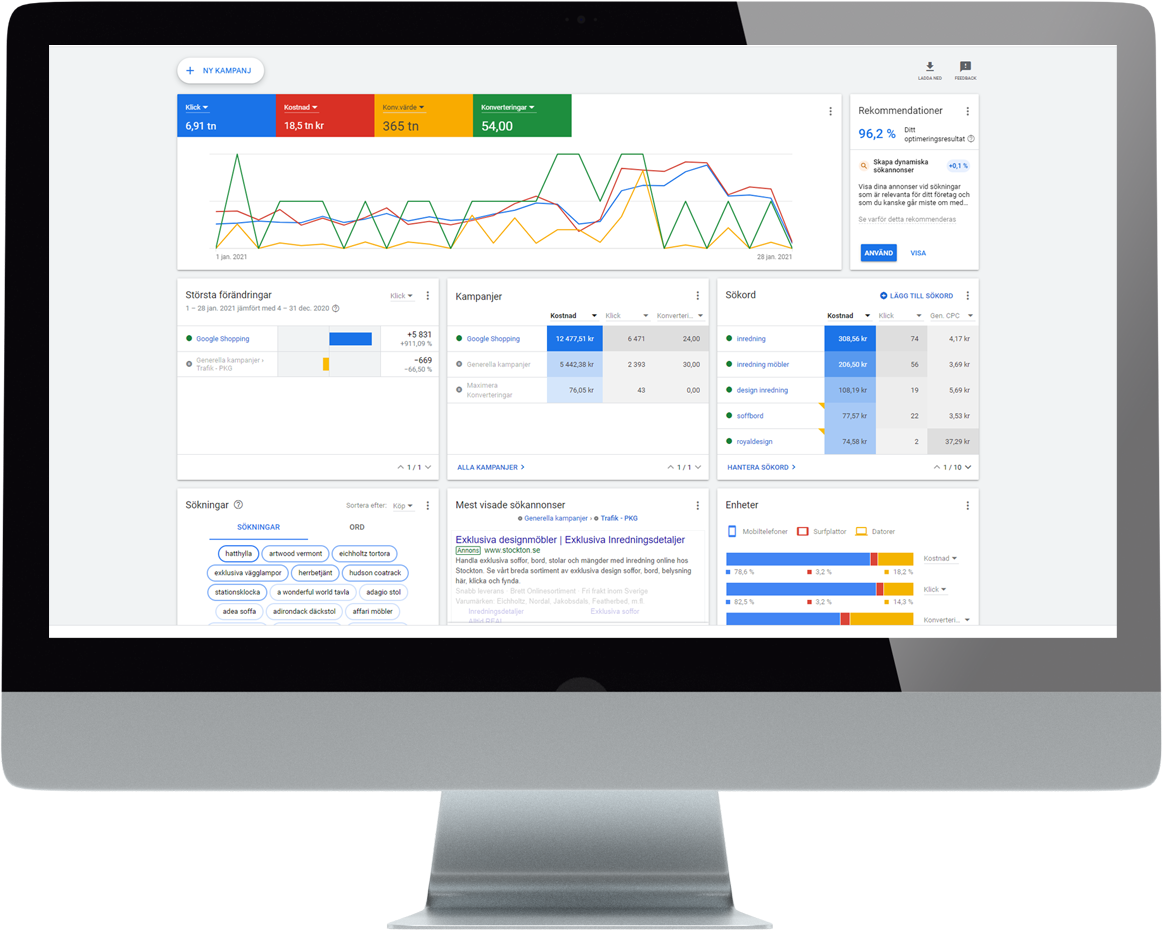 NY KAMPANJ
LADDA NED
FEEDBACK
Klick
Kostnad
Konv.värde
Konverteringar
6,91 tn
18,5 tn kr
365 tn
54,00
1 jan. 2021
28 jan. 2021
Rekommendationer
96,2 %
Ditt
optimeringsresultat
Skapa dynamiska
sökannonser
+0,1 %
Visa dina annonser vid sökningar
som är relevanta för ditt företag och
som du kanske går miste om med...
Se varför detta rekommenderas
ANVÄND
VISA
Största förändringar
Klick
1 – 28 jan. 2021 jämfört med 4 – 31 dec. 2020
Google Shopping
+5 831
+911,09 %
Generella kampanjer ›
Trafik - PKG
−669
−66,50 %
1 / 1
Kampanjer
Kostnad
Klick
Konverteri...
Google Shopping
12 477,51 kr
6 471
24,00
Generella kampanjer
5 442,38 kr
2 393
30,00
Maximera
Konverteringar
76,05 kr
43
0,00
ALLA KAMPANJER
1 / 1
Sökord
LÄGG TILL SÖKORD
Kostnad
Klick
Gen. CPC
inredning
308,56 kr
74
4,17 kr
inredning möbler
206,50 kr
56
3,69 kr
design inredning
108,19 kr
19
5,69 kr
soffbord
77,57 kr
22
3,53 kr
royaldesign
74,58 kr
2
37,29 kr
HANTERA SÖKORD
1 / 10
Sökningar
Sortera efter:
Köp
SÖKNINGAR
ORD
hatthylla
artwood vermont
eichholtz tortora
exklusiva vägglampor
herrbetjänt
hudson coatrack
stationsklocka
a wonderful world tavla
adagio stol
adea soffa
adirondack däckstol
affari möbler
Mest visade sökannonser
Generella kampanjer › Trafik - PKG
Exklusiva designmöbler | Exklusiva Inredningsdetaljer
Annons www.stockton.se
Handla exklusiva soffor, bord, stolar och mängder med inredning online hos
Stockton. Se vårt breda sortiment av exklusiva design soffor, bord, belysning
här, klicka och fynda.
Snabb leverans · Brett Onlinesortiment · Fri frakt inom Sverige
Varumärken: Eichholtz, Nordal, Jakobsdals, Featherbed, m.fl
Inredningsdetaljer
Exklusiva soffor
Enheter
Mobiltelefoner
Surfplattor
Datorer
Kostnad
78,6 %
3,2 %
18,2 %
Klick
82,5 %
3,2 %
14,3 %
Konverteri...